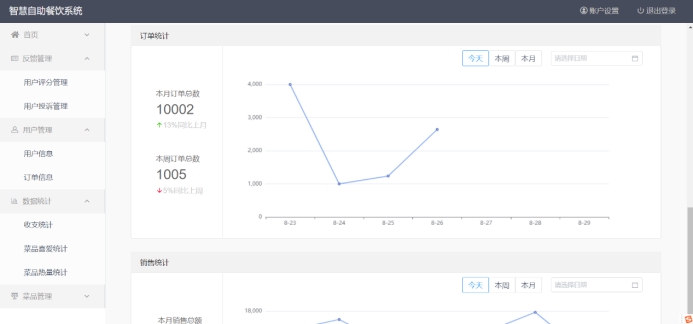 智慧自助餐饮系统
账户设置
退出登录
首页
反馈管理
用户评分管理
用户投诉管理
用户管理
用户信息
订单信息
数据统计
收支统计
菜品喜爱统计
菜品热量统计
菜品管理
订单统计
今天 本周 本月 请选择日期
本月订单总数
10002
13%同比上月
本周订单总数
1005
5%同比上周
4,000
3,000
2,000
1,000
0
8-23 8-24 8-25 8-26 8-27 8-28 8-29
销售统计
今天 本周 本月 请选择日期
本月销售总额
16,000